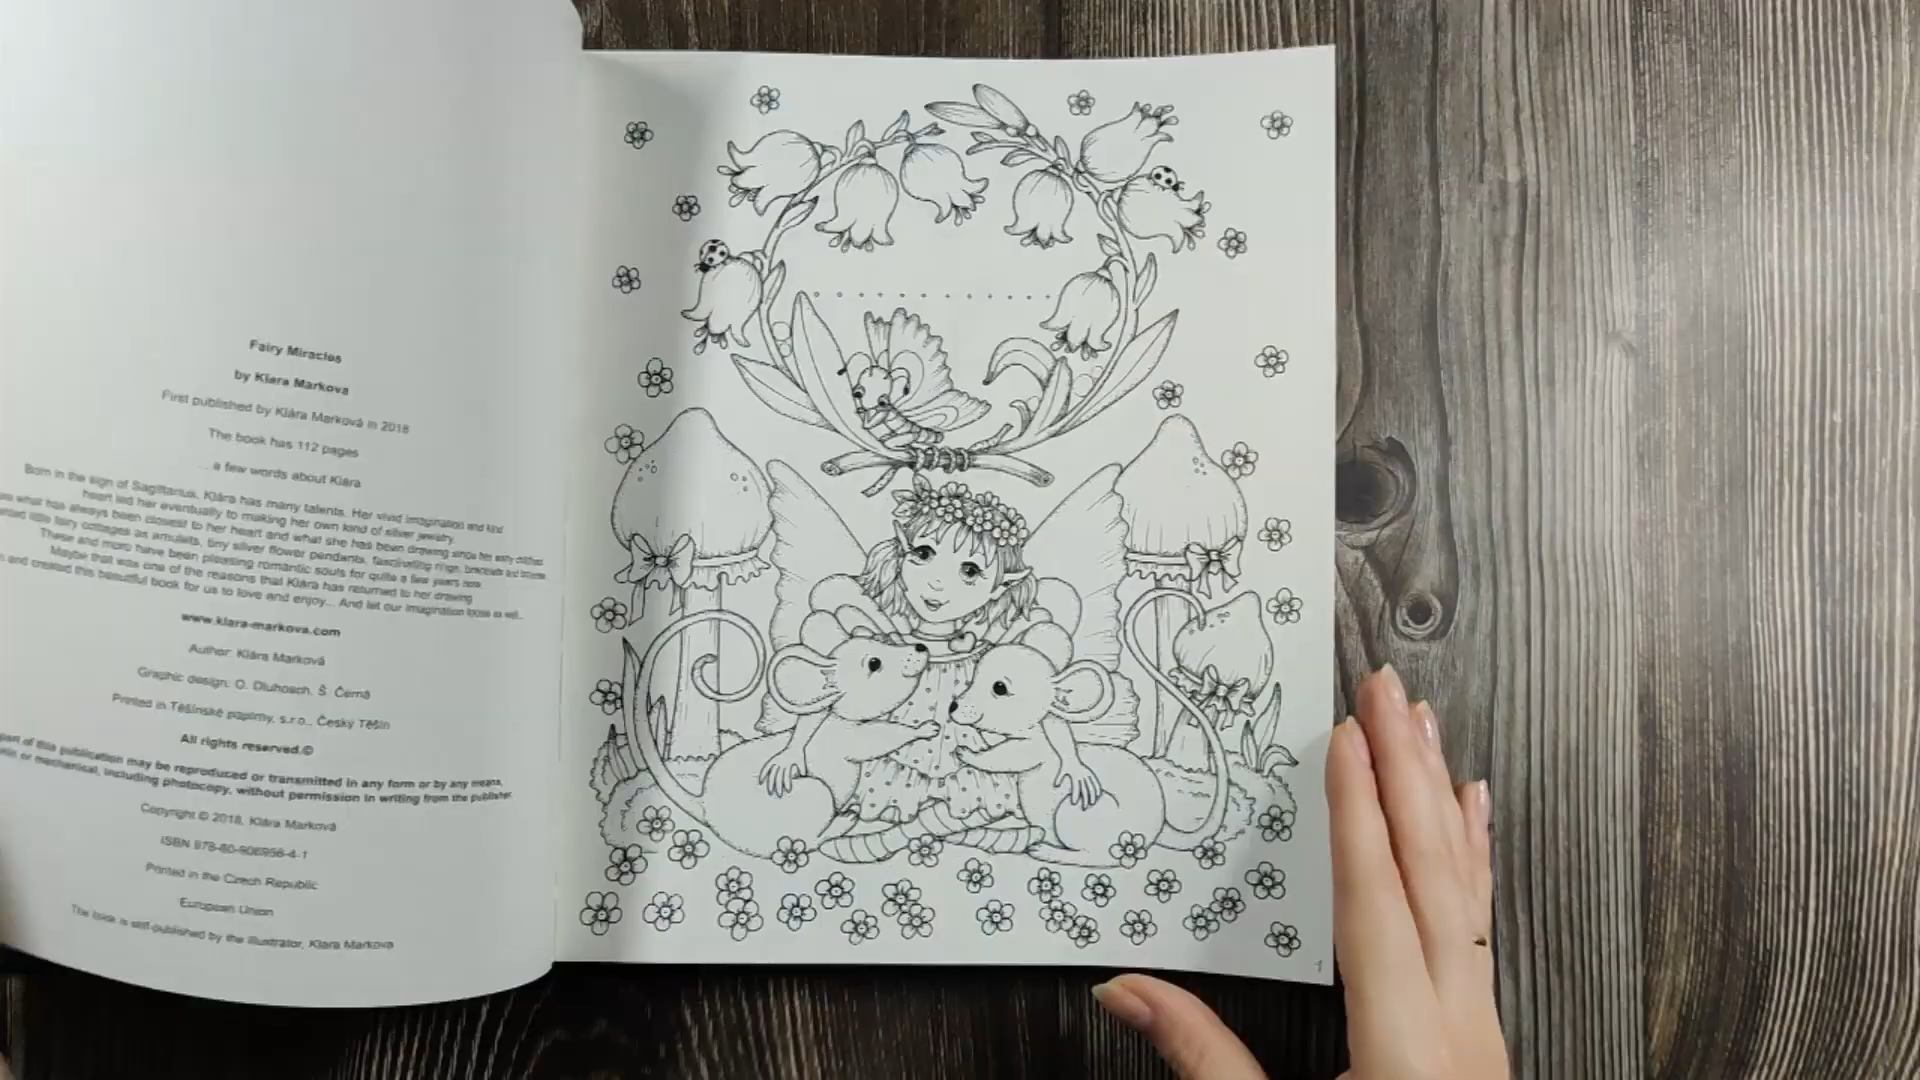 Fairy Miracles
by Klara Markova
First published by Klára Marková in 2018
The book has 112 pages
... a few words about Klára
Born in the sign of Sagittarius, Klára has many talents. Her vivid imagination and kind
heart led her eventually to making her own kind of silver jewelry.
what has always been closest to her heart and what she has been drawing since her early
little fairy cottages as amulets, tiny silver flower pendants, fascinating rings, bracelets and
These and more have been pleasing romantic souls for quite a few years now.
Maybe that was one of the reasons that Klára has returned to her drawing
and created this beautiful book for us to love and enjoy... And let our imagination loose as well...
www.klara-markova.com
Author: Klára Marková
Graphic design: O. Dluhosch, Š. Černá
Printed in Těšínské papírny, s.r.o., Český Těšín
All rights reserved.©
part of this publication may be reproduced or transmitted in any form or by any means,
or mechanical, including photocopy, without permission in writing from the publisher.
Copyright © 2018, Klára Marková
ISBN 978-80-906956-4-1
Printed in the Czech Republic
European Union
The book is self-published by the illustrator, Klara Markova
1